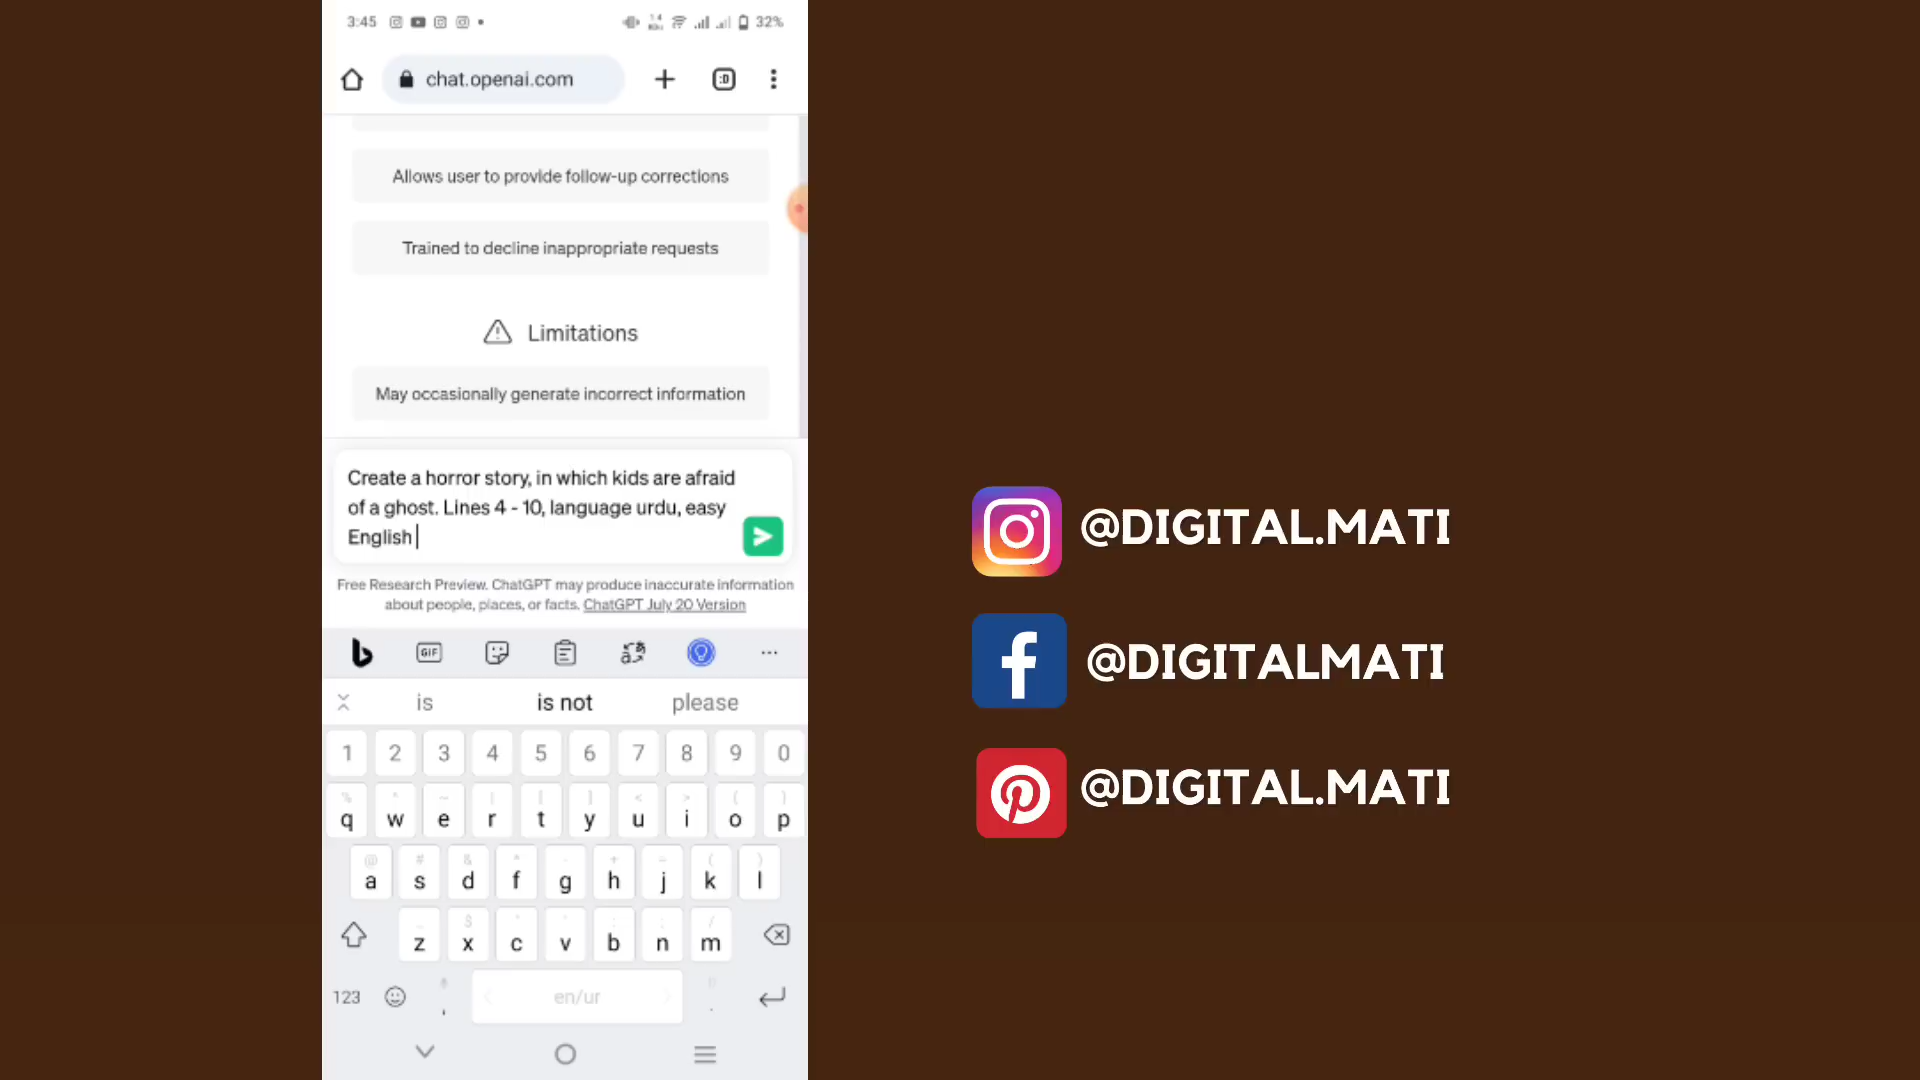 3:45
32%
chat.openai.com
:D
Allows user to provide follow-up corrections
Trained to decline inappropriate requests
Limitations
May occasionally generate incorrect information
Create a horror story, in which kids are afraid
of a ghost. Lines 4 - 10, language urdu, easy
English
Free Research Preview. ChatGPT may produce inaccurate information
about people, places, or facts. ChatGPT July 20 Version
GIF
is is not please
1 2 3 4 5 6 7 8 9 0
q w e r t y u i o p
a s d f g h j k l
z x c v b n m
123 , en/ur .
@DIGITAL.MATI
@DIGITALMATI
@DIGITAL.MATI